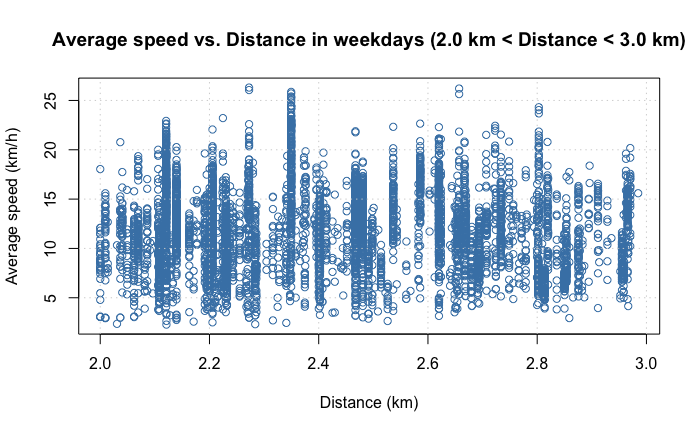 Average speed vs. Distance in weekdays (2.0 km < Distance < 3.0 km)
Average speed (km/h)
25
20
15
10
5
2.0 2.2 2.4 2.6 2.8 3.0
Distance (km)